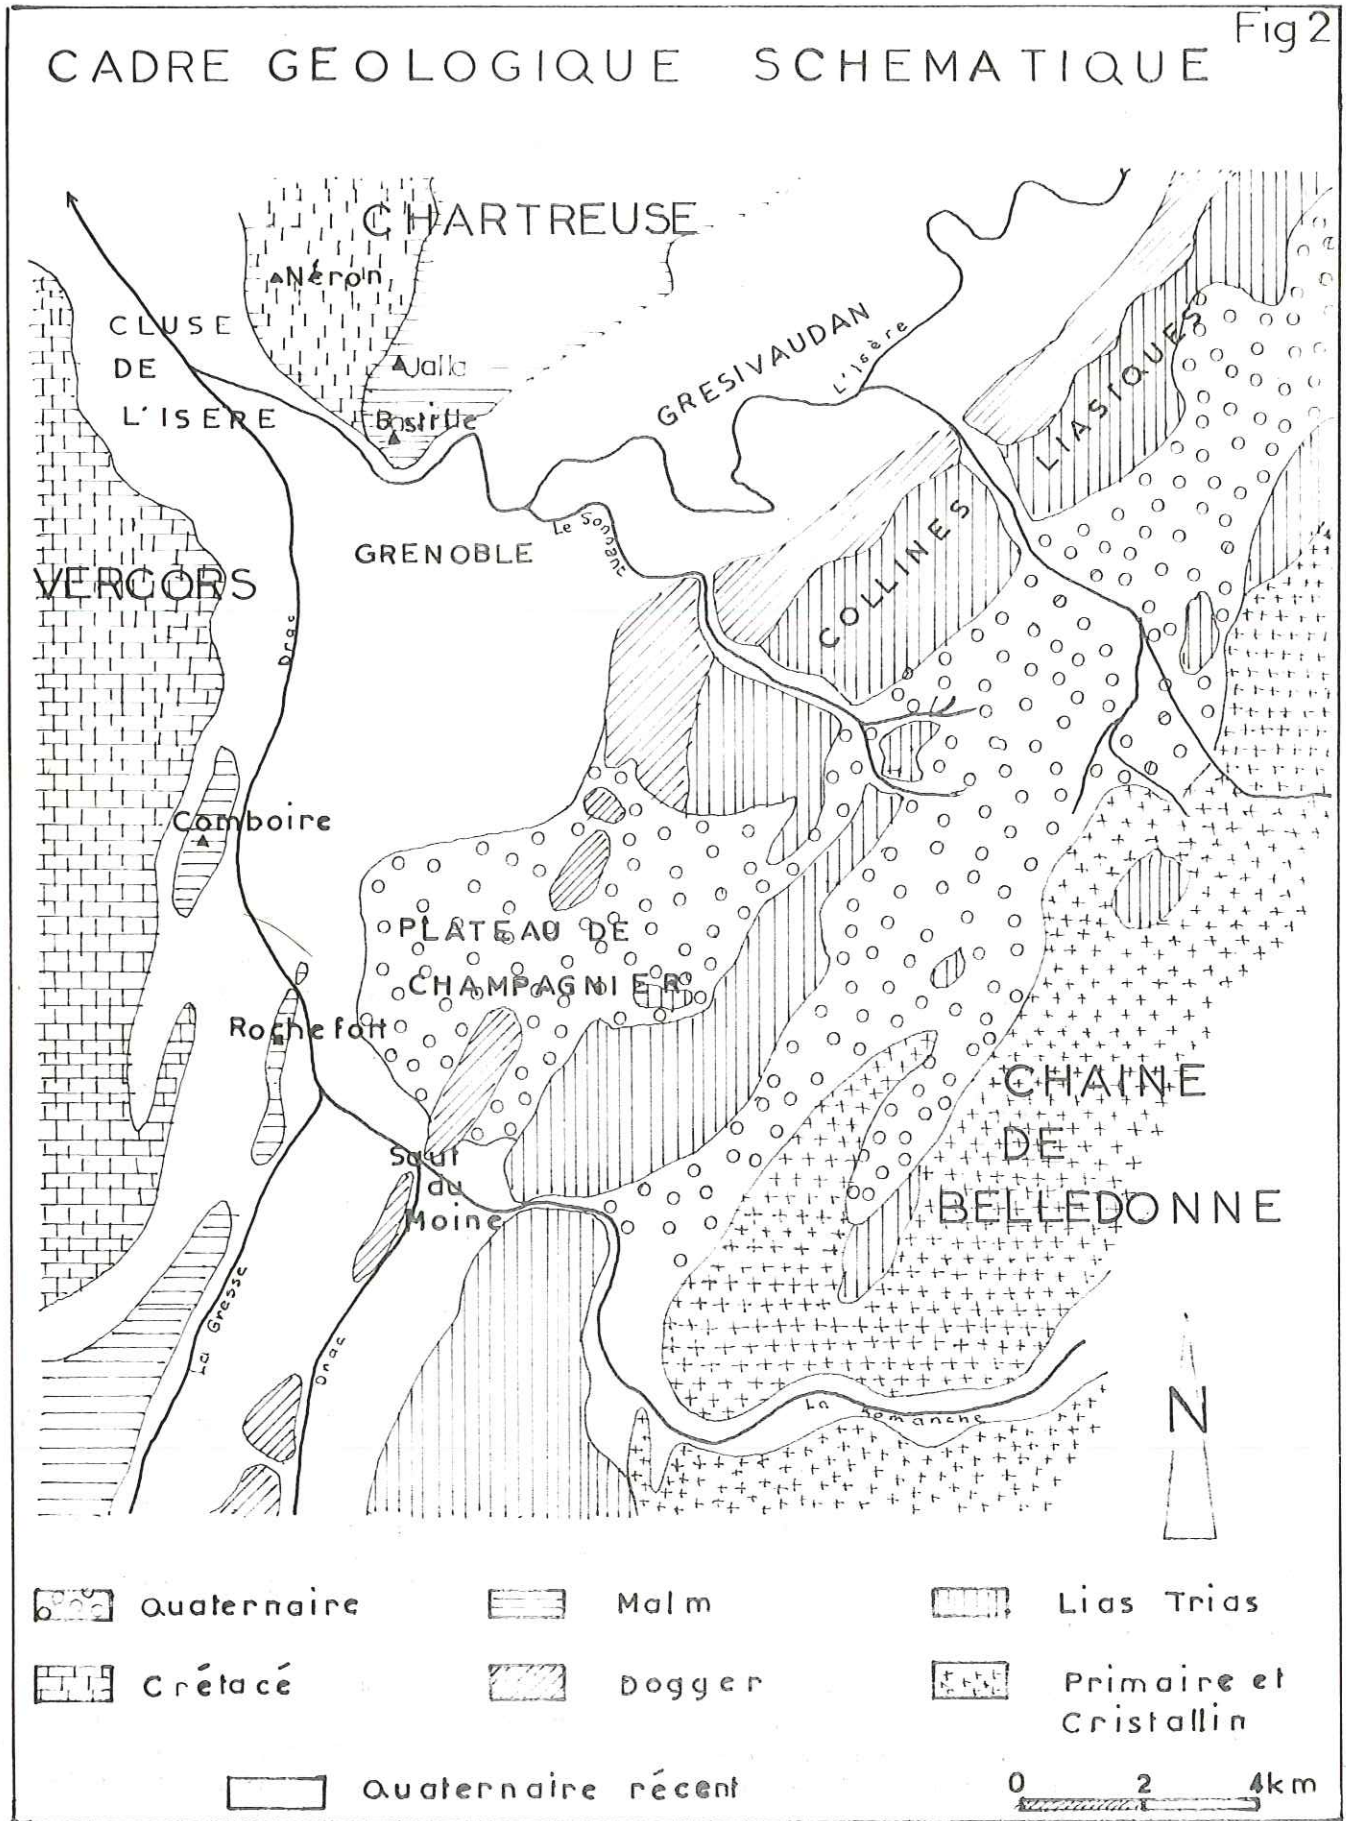 Fig 2
CADRE GEOLOGIQUE SCHEMATIQUE
CHARTREUSE
Néron
CLUSE
DE
L'ISERE
Jalla
Bastille
GRESIVAUDAN
L'Isère
COLLINES LIASIQUES
Le Sonnant
GRENOBLE
VERCORS
Drac
Comboire
PLATEAU DE
CHAMPAGNIER
Rochefort
CHAINE
DE
BELLEDONNE
Saut
du
Moine
La Gresse
Drac
La Romanche
N
Quaternaire
Malm
Lias Trias
Crétacé
Dogger
Primaire et
Cristallin
Quaternaire récent
0 2 4km